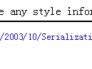 e any style infor
/2003/10/Serializati